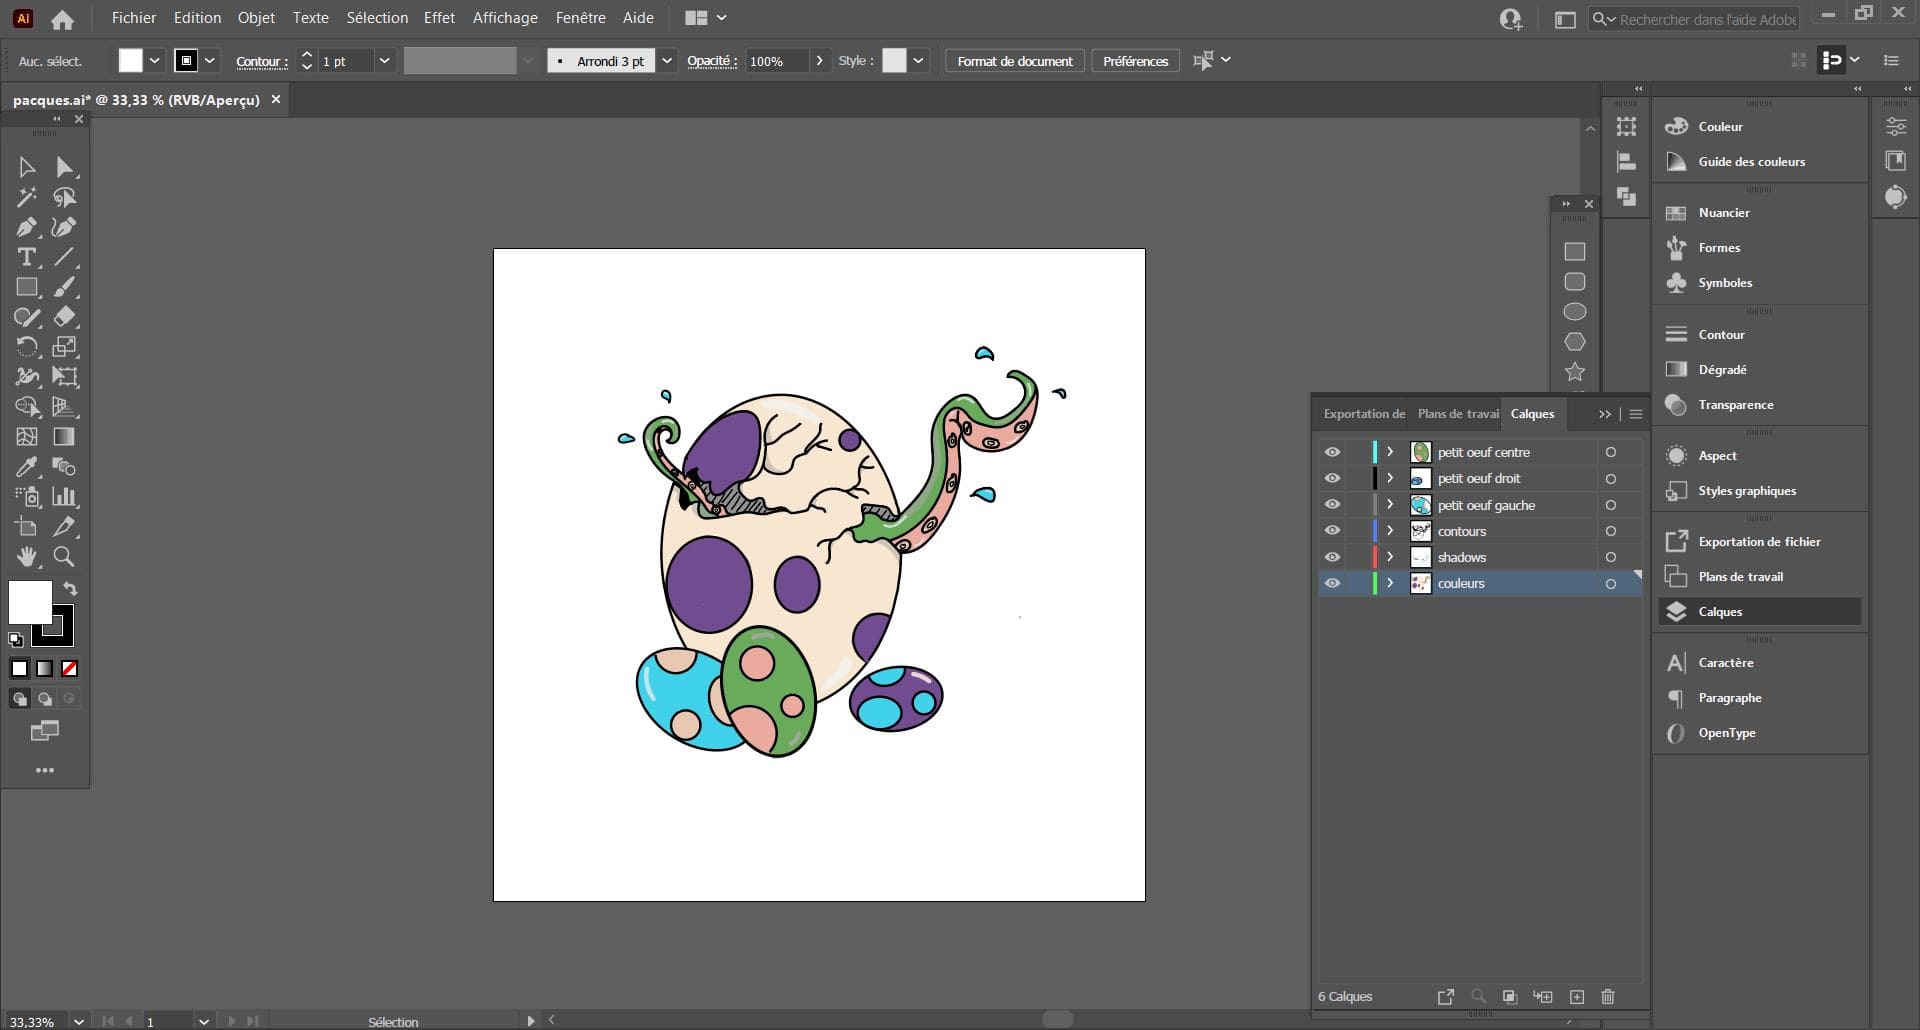 Ai Fichier Edition Objet Texte Sélection Effet Affichage Fenêtre Aide Rechercher dans l'aide Adobe
Auc. sélect. Contour : 1 pt Arrondi 3 pt Opacité : 100% Style : Format de document Préférences
pacques.ai* @ 33,33 % (RVB/Aperçu)
Couleur
Guide des couleurs
Nuancier
Formes
Symboles
Contour
Dégradé
Transparence
Aspect
Styles graphiques
Exportation de fichier
Plans de travail
Calques
Caractère
Paragraphe
OpenType
Exportation de Plans de travai Calques
petit oeuf centre
petit oeuf droit
petit oeuf gauche
contours
shadows
couleurs
6 Calques
33,33% 1 Sélection